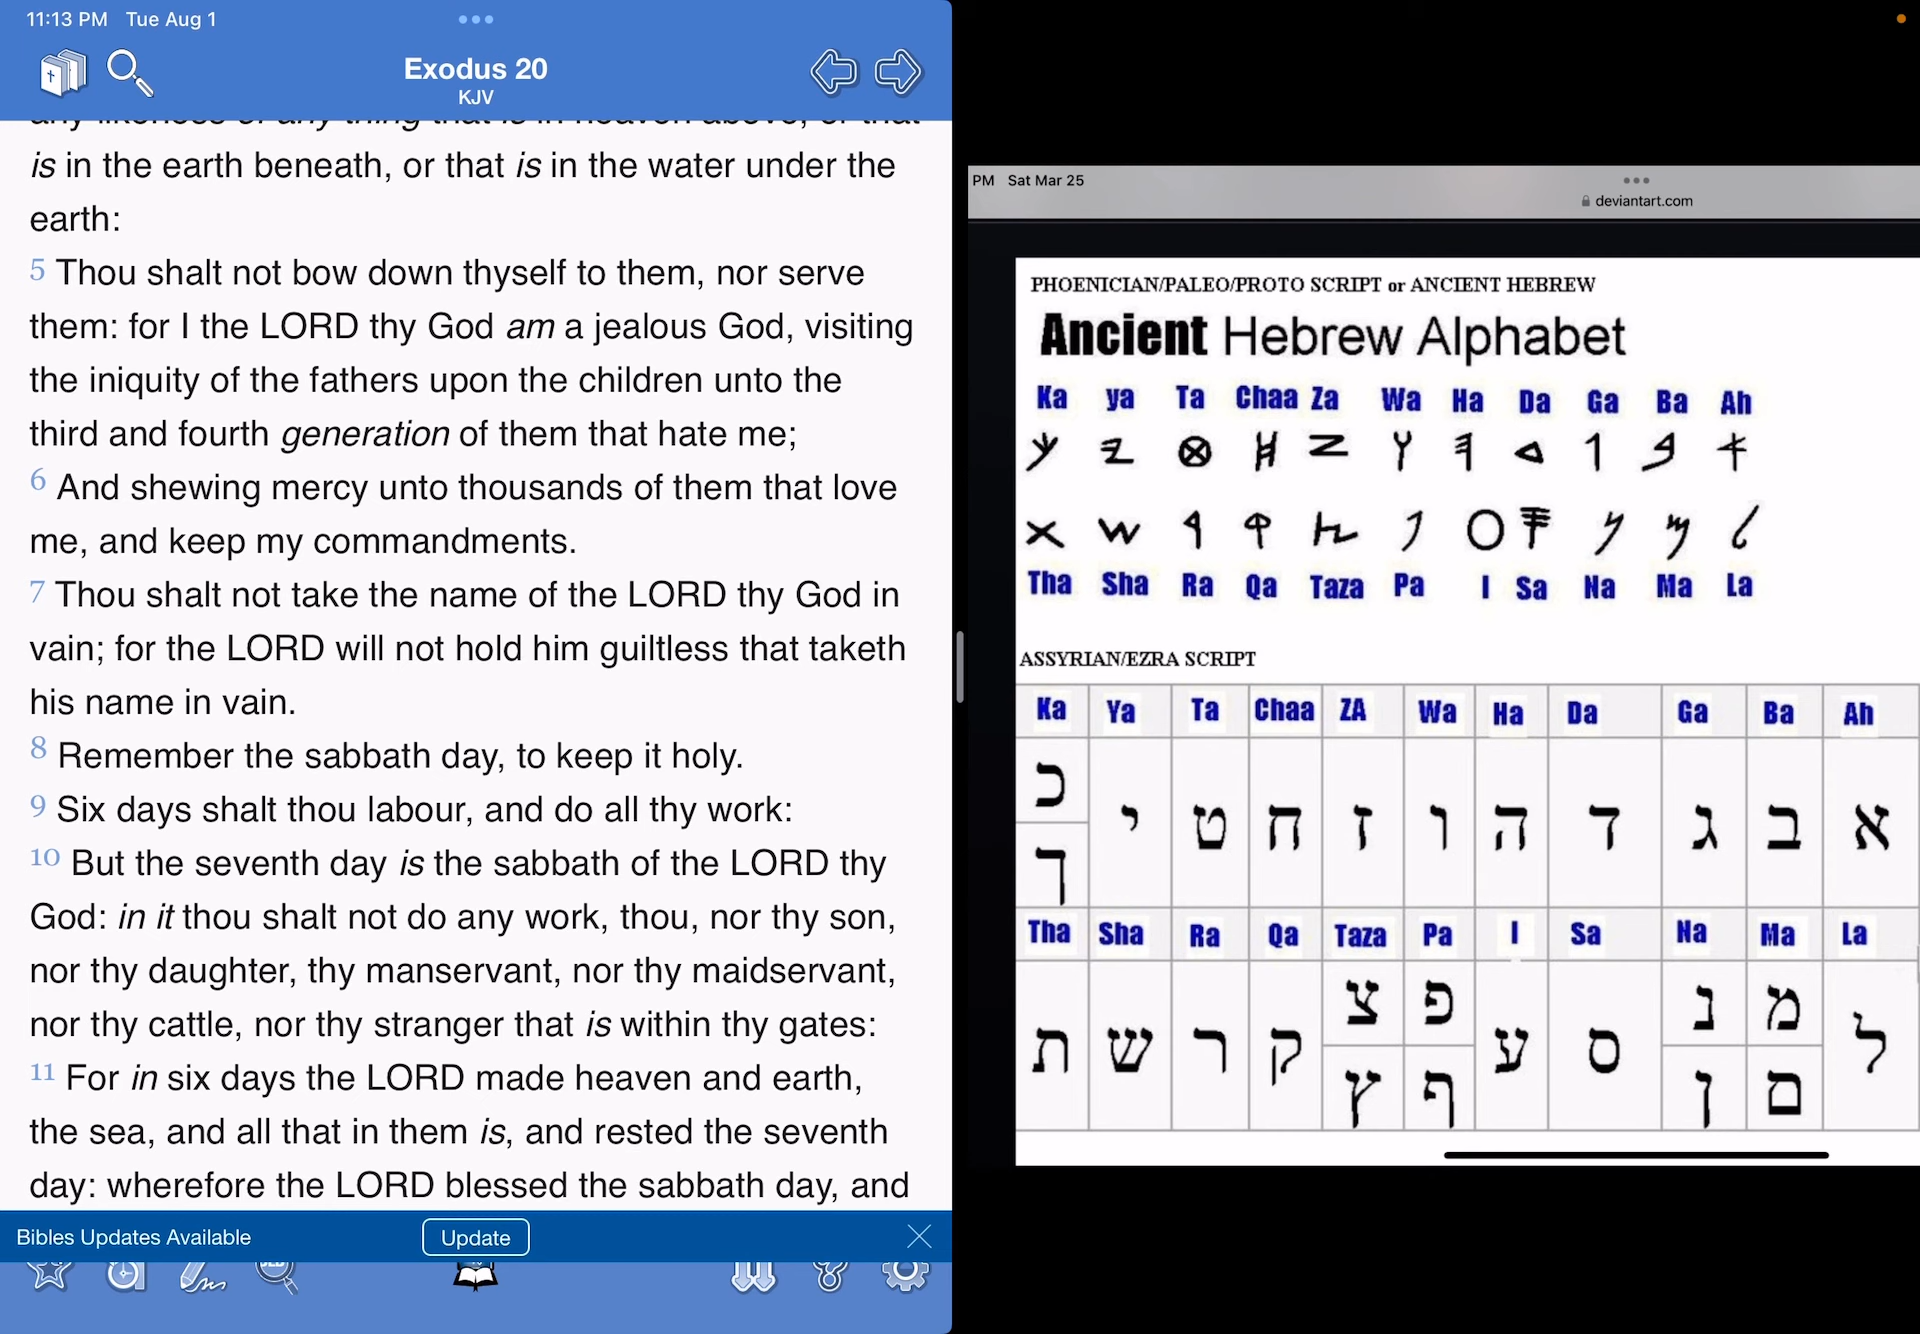 11:13 PM Tue Aug 1
Exodus 20
KJV
any likeness of any thing that is in heaven above, or that
is in the earth beneath, or that is in the water under the
earth:
5 Thou shalt not bow down thyself to them, nor serve
them: for I the LORD thy God am a jealous God, visiting
the iniquity of the fathers upon the children unto the
third and fourth generation of them that hate me;
6 And shewing mercy unto thousands of them that love
me, and keep my commandments.
7 Thou shalt not take the name of the LORD thy God in
vain; for the LORD will not hold him guiltless that taketh
his name in vain.
8 Remember the sabbath day, to keep it holy.
9 Six days shalt thou labour, and do all thy work:
10 But the seventh day is the sabbath of the LORD thy
God: in it thou shalt not do any work, thou, nor thy son,
nor thy daughter, thy manservant, nor thy maidservant,
nor thy cattle, nor thy stranger that is within thy gates:
11 For in six days the LORD made heaven and earth,
the sea, and all that in them is, and rested the seventh
day: wherefore the LORD blessed the sabbath day, and
Bibles Updates Available
Update
PM Sat Mar 25
deviantart.com
PHOENICIAN/PALEO/PROTO SCRIPT or ANCIENT HEBREW
Ancient Hebrew Alphabet
Ka ya Ta Chaa Za Wa Ha Da Ga Ba Ah
𐤊 𐤉 𐤈 𐤇 𐤆 𐤅 𐤄 𐤃 𐤂 𐤁 𐤀
𐤕 𐤔 𐤓 𐤒 𐤑 𐤐 𐤏 𐤎 𐤍 𐤌 𐤋
Tha Sha Ra Qa Taza Pa I Sa Na Ma La
ASSYRIAN/EZRA SCRIPT
Ka Ya Ta Chaa ZA Wa Ha Da Ga Ba Ah
כ
י ט ח ז ו ה ד ג ב א
ך
Tha Sha Ra Qa Taza Pa I Sa Na Ma La
צ פ נ מ
ת ש ר ק ע ס ל
ץ ף ן ם